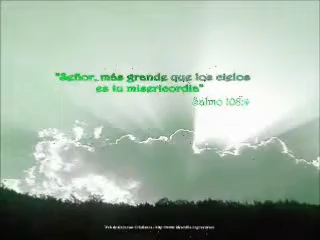 "Señor, más grande que los cielos
es tu misericordia"
Salmo 108:4